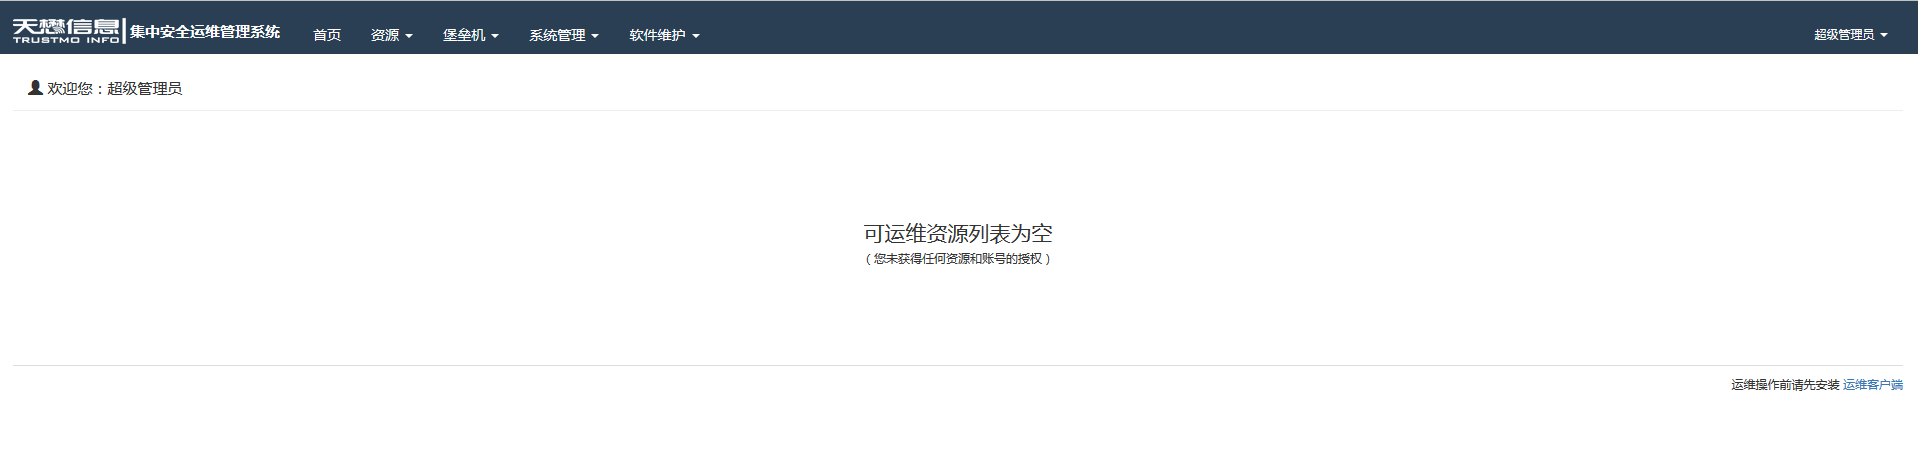 天懋信息 集中安全运维管理系统 首页 资源 堡垒机 系统管理 软件维护 超级管理员
TRUSTMO INFO
欢迎您：超级管理员
可运维资源列表为空
（您未获得任何资源和账号的授权）
运维操作前请先安装 运维客户端